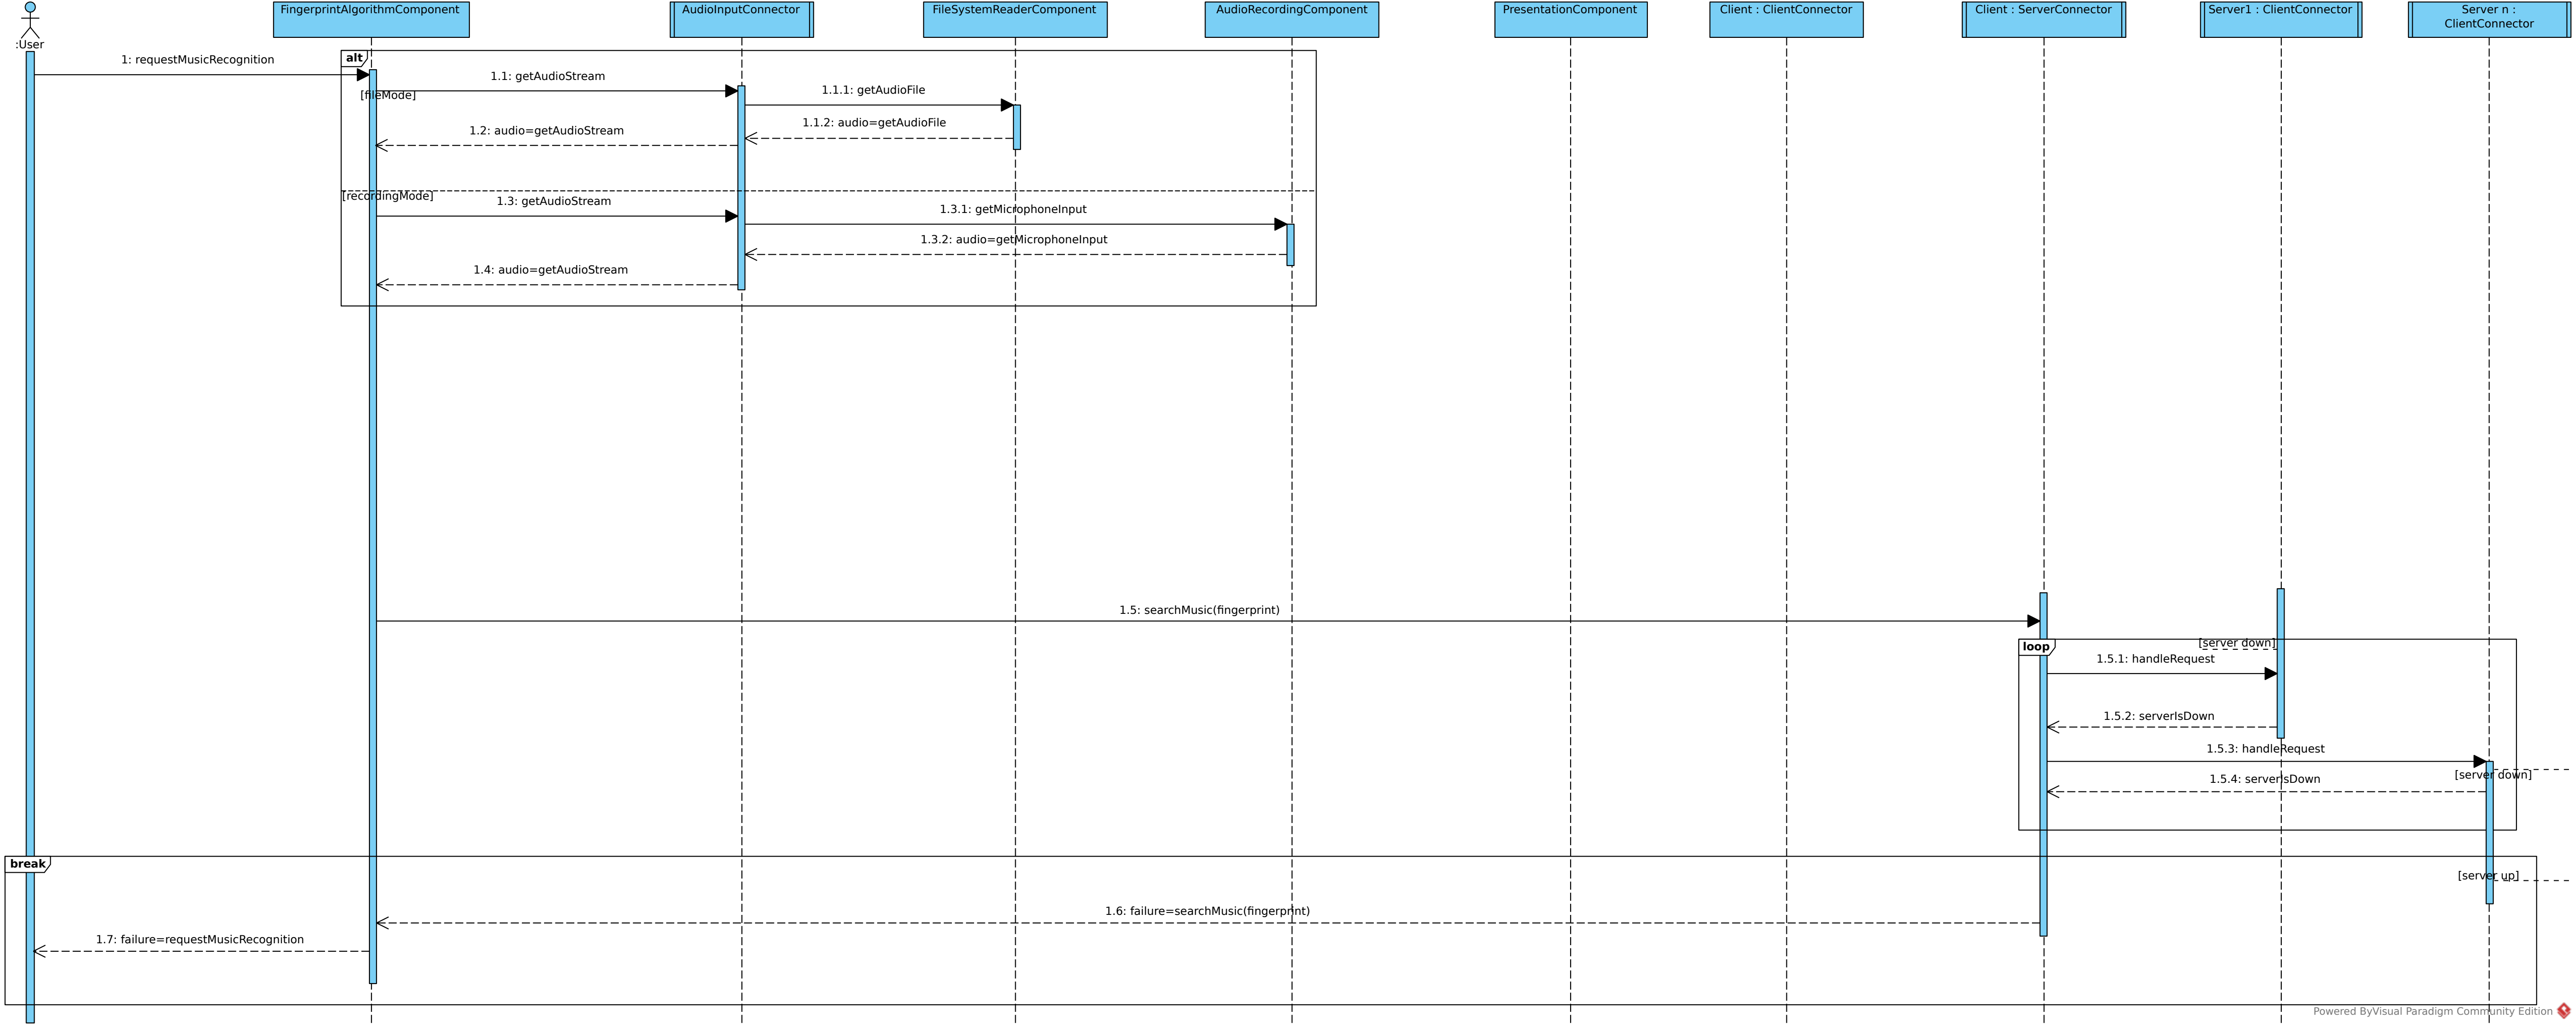 :User
FingerprintAlgorithmComponent
AudioInputConnector
FileSystemReaderComponent
AudioRecordingComponent
PresentationComponent
Client : ClientConnector
Client : ServerConnector
Server1 : ClientConnector
Server n :
ClientConnector
alt
1: requestMusicRecognition
1.1: getAudioStream
[fileMode]
1.1.1: getAudioFile
1.1.2: audio=getAudioFile
1.2: audio=getAudioStream
[recordingMode]
1.3: getAudioStream
1.3.1: getMicrophoneInput
1.3.2: audio=getMicrophoneInput
1.4: audio=getAudioStream
1.5: searchMusic(fingerprint)
loop
[server down]
1.5.1: handleRequest
1.5.2: serverIsDown
1.5.3: handleRequest
[server down]
1.5.4: serverIsDown
break
[server up]
1.6: failure=searchMusic(fingerprint)
1.7: failure=requestMusicRecognition
Powered ByVisual Paradigm Community Edition